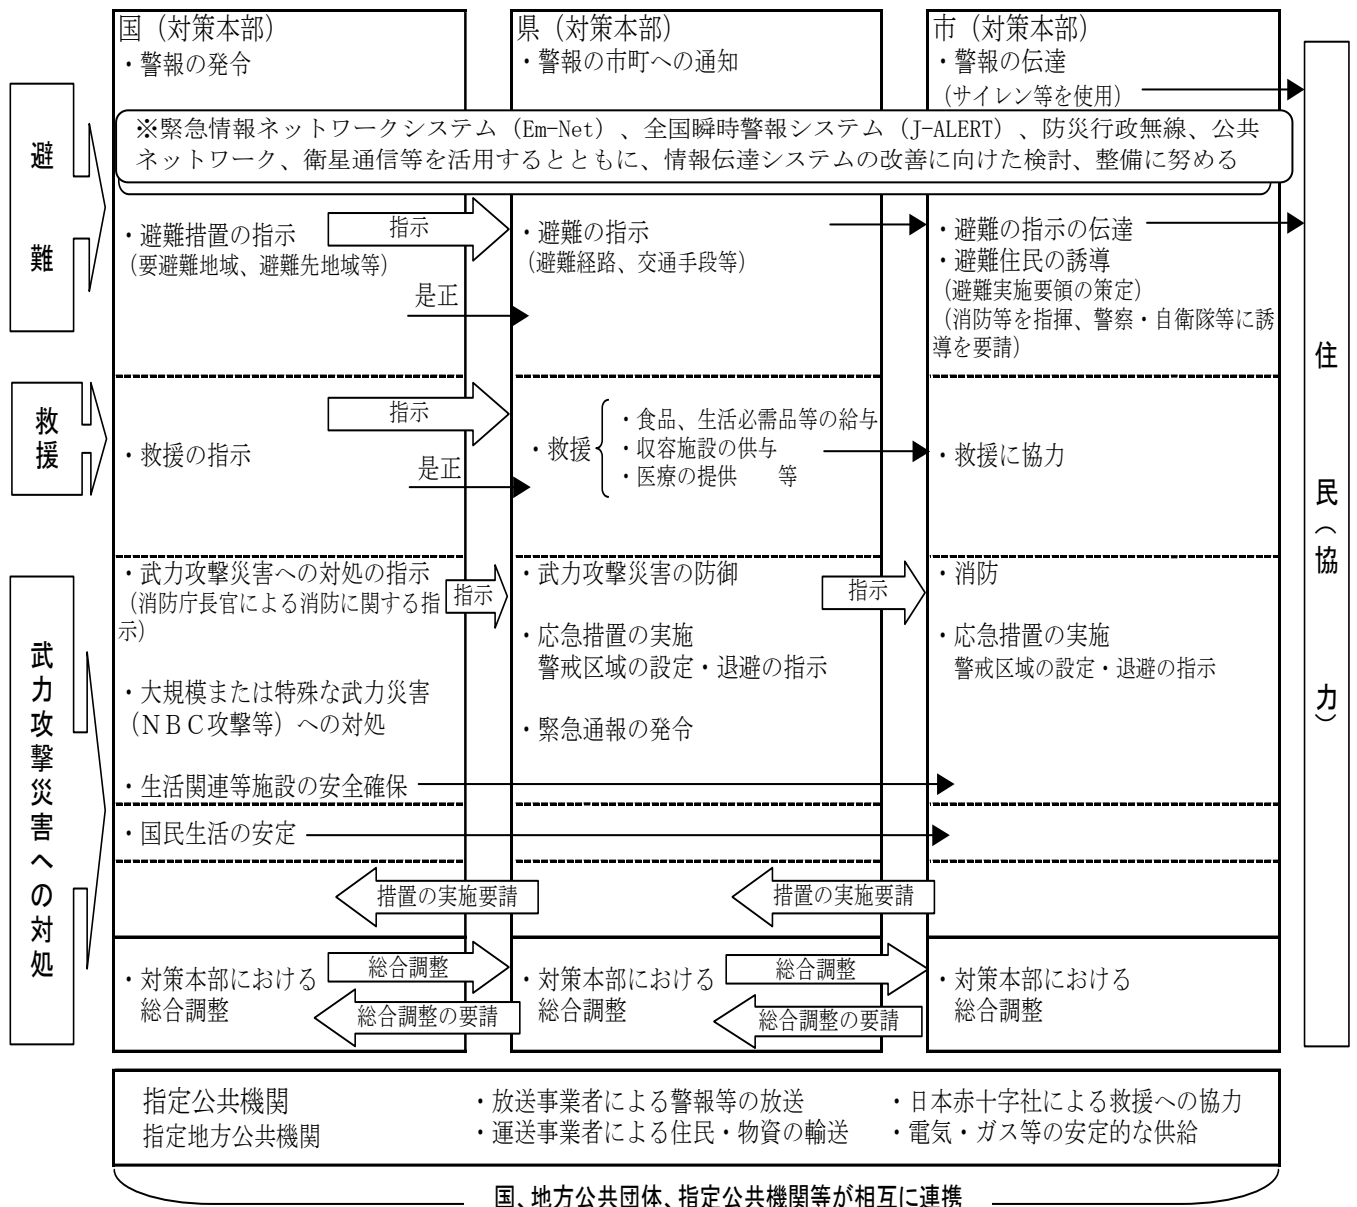 国（対策本部）
・警報の発令
県（対策本部）
・警報の市町への通知
市（対策本部）
・警報の伝達
（サイレン等を使用）
※緊急情報ネットワークシステム（Em-Net）、全国瞬時警報システム（J-ALERT）、防災行政無線、公共
ネットワーク、衛星通信等を活用するとともに、情報伝達システムの改善に向けた検討、整備に努める
避難
・避難措置の指示
（要避難地域、避難先地域等）
指示
是正
・避難の指示
（避難経路、交通手段等）
・避難の指示の伝達
・避難住民の誘導
（避難実施要領の策定）
（消防等を指揮、警察・自衛隊等に誘
導を要請）
救援
・救援の指示
指示
是正
・救援
・食品、生活必需品等の給与
・収容施設の供与
・医療の提供　等
・救援に協力
武力攻撃災害への対処
・武力攻撃災害への対処の指示
（消防庁長官による消防に関する指
示）
指示
・大規模または特殊な武力災害
（ＮＢＣ攻撃等）への対処
・生活関連等施設の安全確保
・国民生活の安定
・武力攻撃災害の防御
指示
・応急措置の実施
警戒区域の設定・退避の指示
・緊急通報の発令
・消防
・応急措置の実施
警戒区域の設定・退避の指示
措置の実施要請
措置の実施要請
・対策本部における
総合調整
総合調整
総合調整の要請
・対策本部における
総合調整
総合調整
総合調整の要請
・対策本部における
総合調整
住民（協力）
指定公共機関
指定地方公共機関
・放送事業者による警報等の放送
・運送事業者による住民・物資の輸送
・日本赤十字社による救援への協力
・電気・ガス等の安定的な供給
国、地方公共団体、指定公共機関等が相互に連携